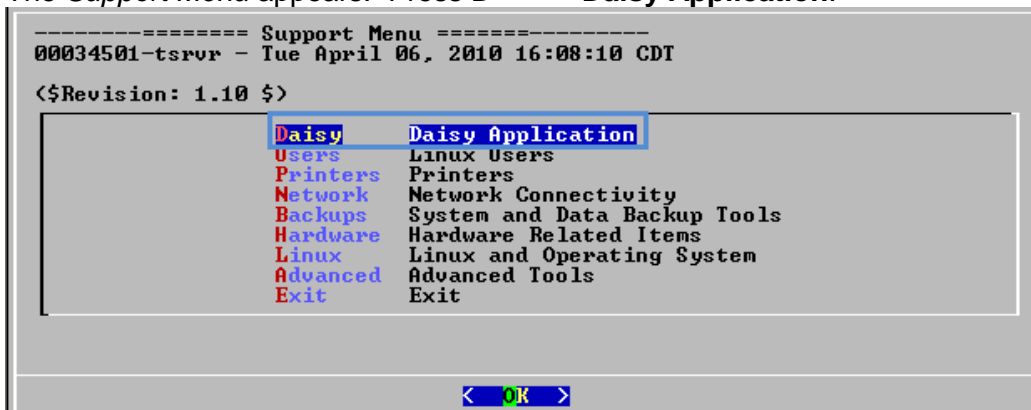 The Support Menu appears. Press D Daisy Application.
--------======== Support Menu =======---------
00034501-tsrvr - Tue April 06, 2010 16:08:10 CDT
($Revision: 1.10 $)
Daisy Daisy Application
Users Linux Users
Printers Printers
Network Network Connectivity
Backups System and Data Backup Tools
Hardware Hardware Related Items
Linux Linux and Operating System
Advanced Advanced Tools
Exit Exit
< OK >